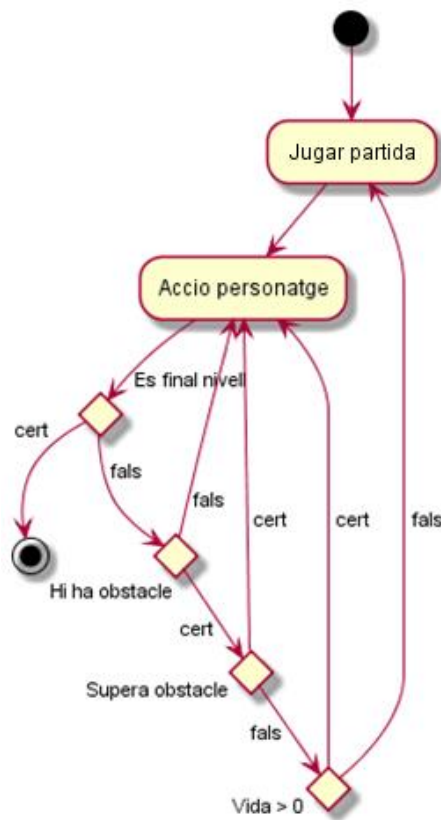 Jugar partida
Accio personatge
Es final nivell
cert
fals
fals
Hi ha obstacle
cert
cert
cert
fals
Supera obstacle
fals
Vida > 0